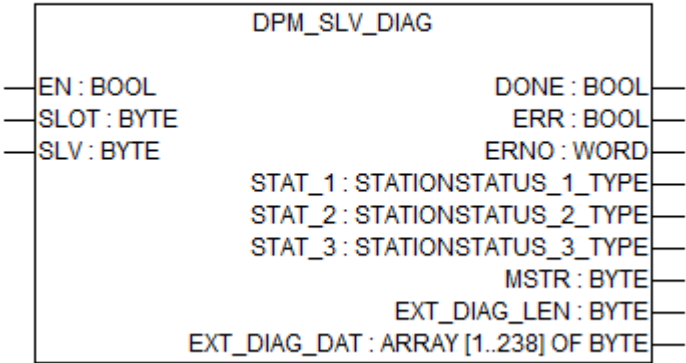 DPM_SLV_DIAG
EN : BOOL DONE : BOOL
SLOT : BYTE ERR : BOOL
SLV : BYTE ERNO : WORD
STAT_1 : STATIONSTATUS_1_TYPE
STAT_2 : STATIONSTATUS_2_TYPE
STAT_3 : STATIONSTATUS_3_TYPE
MSTR : BYTE
EXT_DIAG_LEN : BYTE
EXT_DIAG_DAT : ARRAY [1..238] OF BYTE